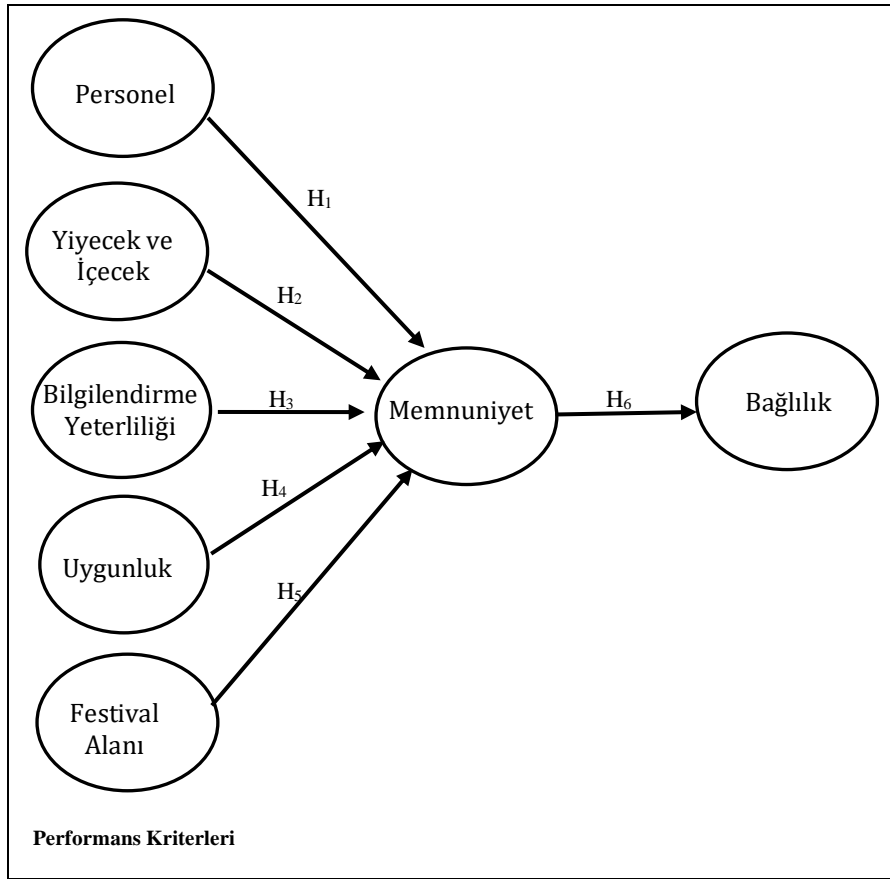 Personel
H₁
Yiyecek ve
İçecek
H₂
Bilgilendirme
Yeterliliği
H₃
Memnuniyet
H₆
Bağlılık
H₄
Uygunluk
H₅
Festival
Alanı
Performans Kriterleri